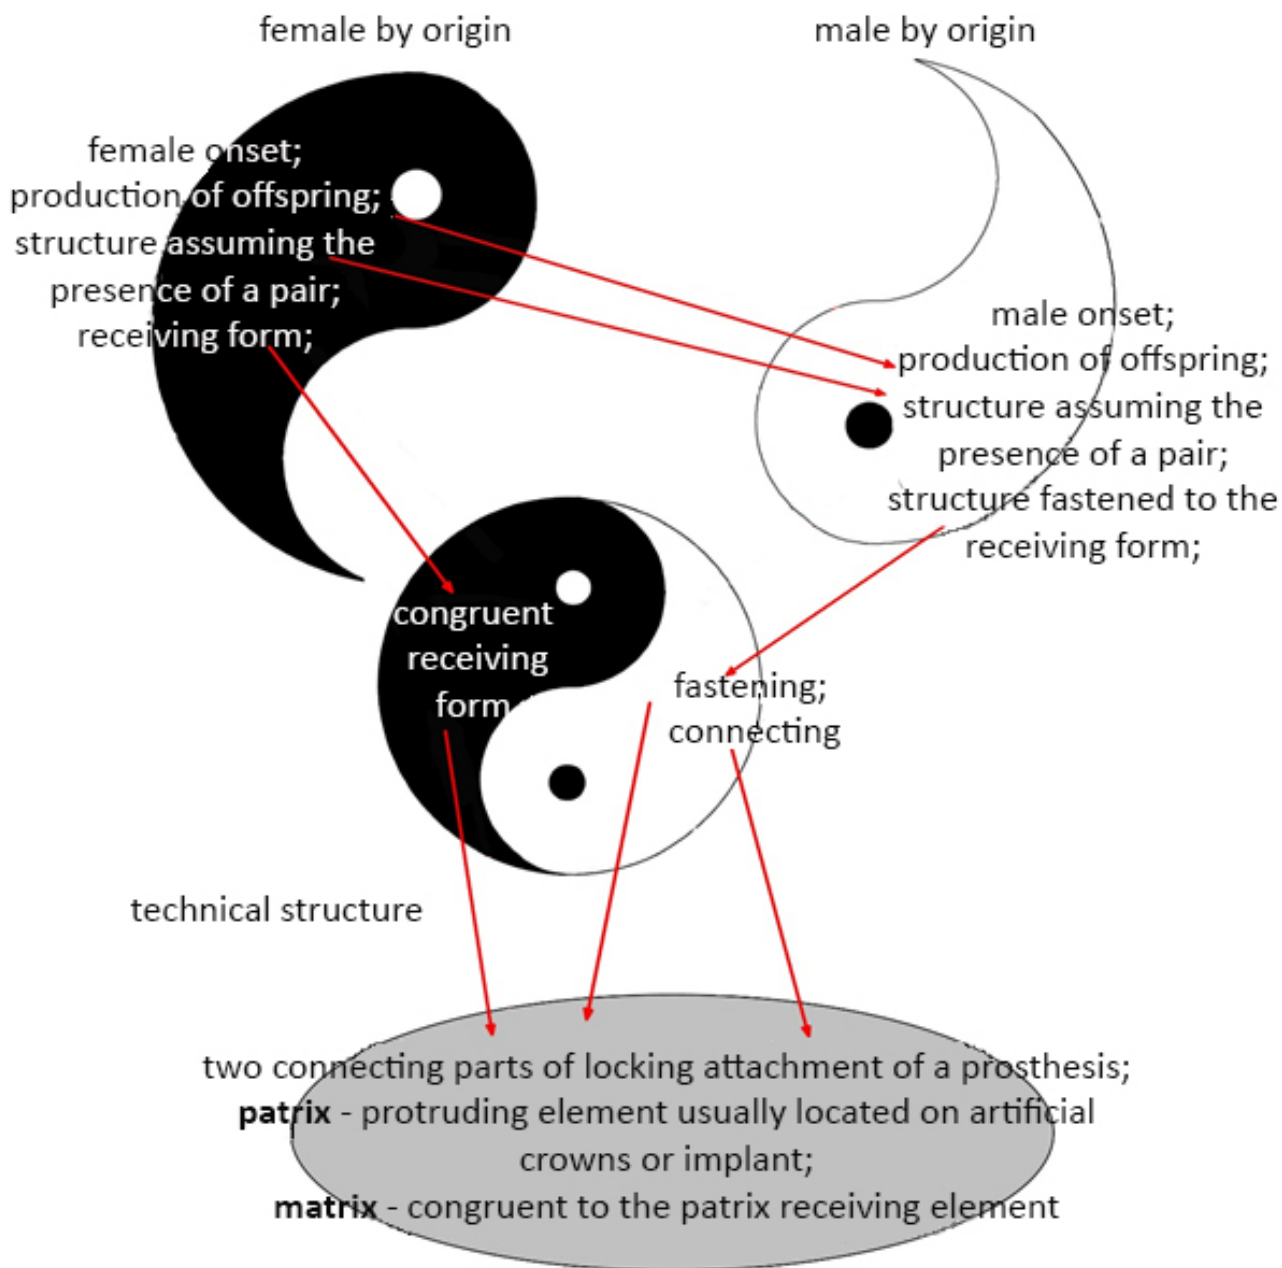 female by origin
male by origin
female onset;
production of offspring;
structure assuming the
presence of a pair;
receiving form;
male onset;
production of offspring;
structure assuming the
presence of a pair;
structure fastened to the
receiving form;
congruent
receiving
form
fastening;
connecting
technical structure
two connecting parts of locking attachment of a prosthesis;
patrix - protruding element usually located on artificial
crowns or implant;
matrix - congruent to the patrix receiving element